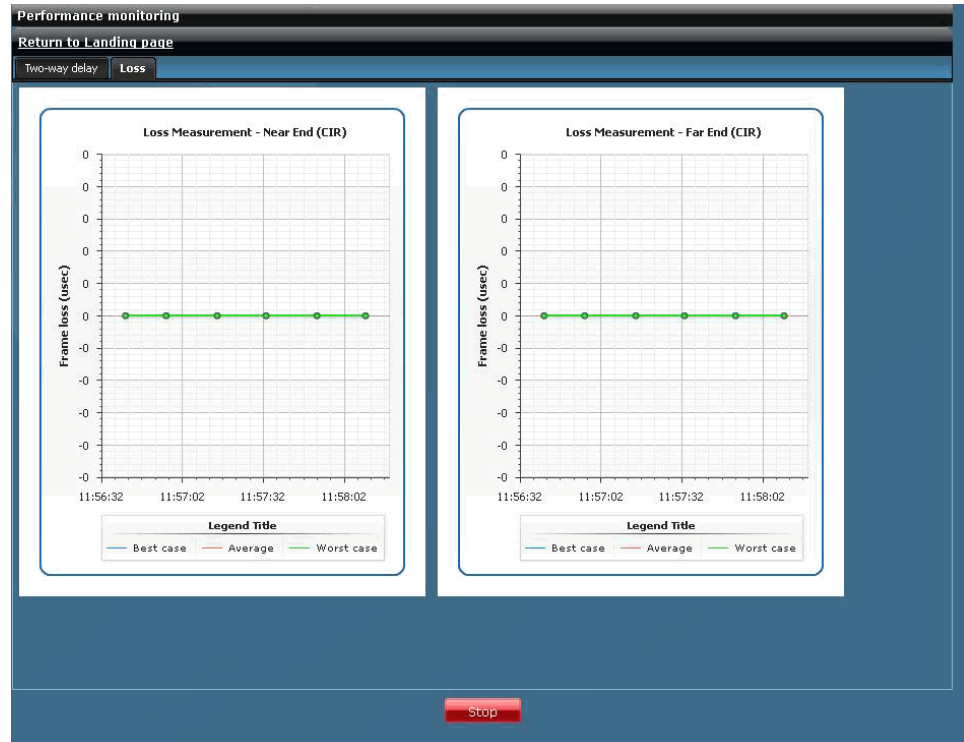 Performance monitoring
Return to Landing page
Two-way delay Loss
Loss Measurement - Near End (CIR)
Frame loss (usec)
0
0
0
0
0
0
-0
-0
-0
-0
-0
11:56:32 11:57:02 11:57:32 11:58:02
Legend Title
Best case Average Worst case
Loss Measurement - Far End (CIR)
Frame loss (usec)
0
0
0
0
0
0
-0
-0
-0
-0
-0
11:56:32 11:57:02 11:57:32 11:58:02
Legend Title
Best case Average Worst case
Stop